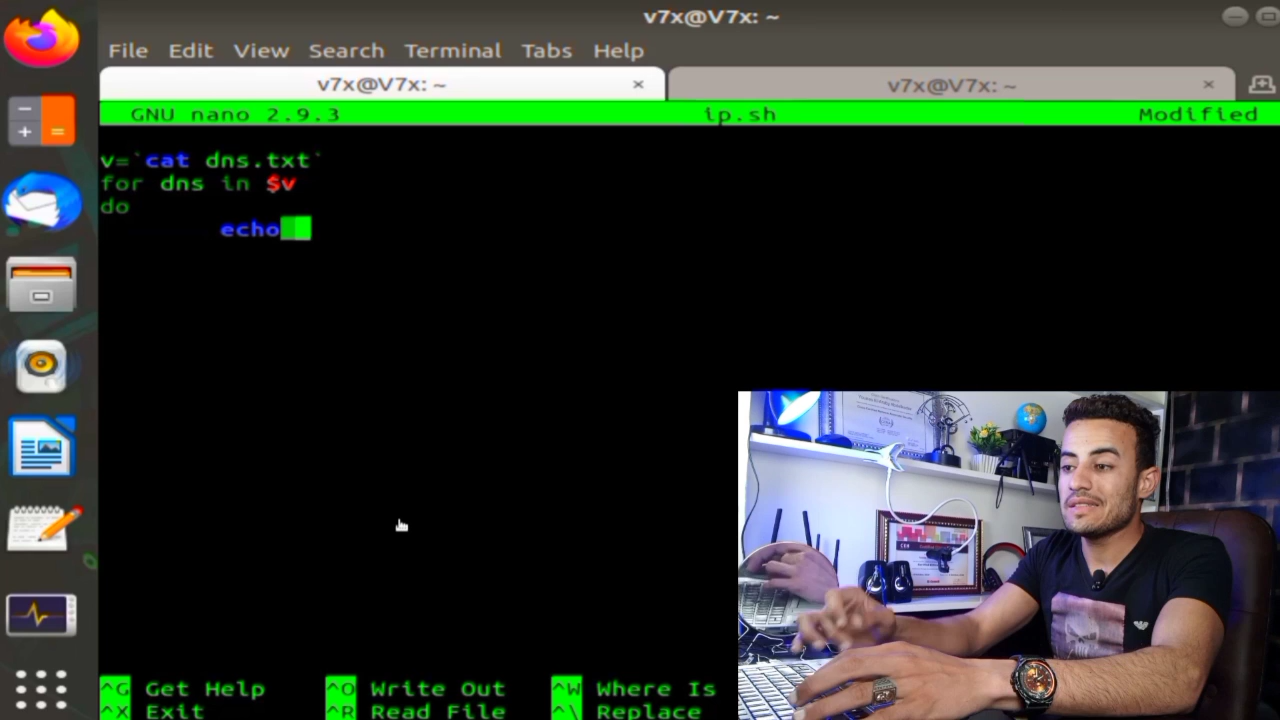 v7x@V7x: ~
File Edit View Search Terminal Tabs Help
v7x@V7x: ~ × v7x@V7x: ~ ×
GNU nano 2.9.3 ip.sh Modified
v=`cat dns.txt`
for dns in $v
do
echo
^G Get Help ^O Write Out ^W Where Is
^X Exit ^R Read File ^\ Replace